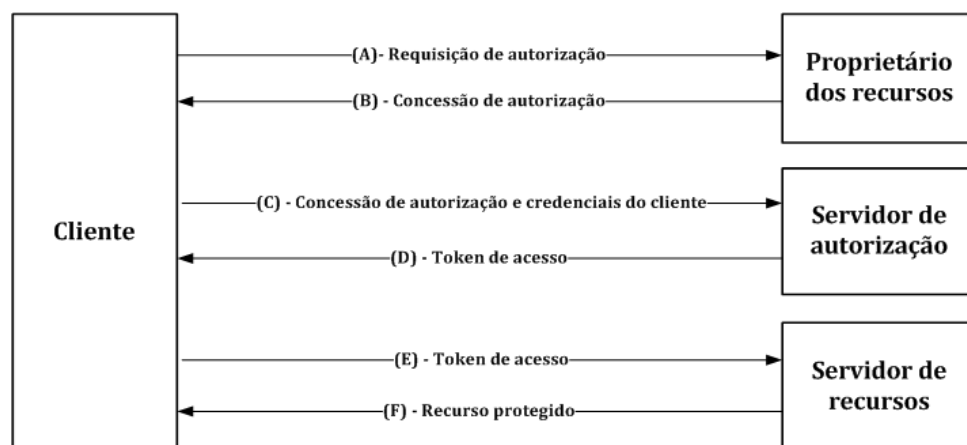 (A)- Requisição de autorização
Proprietário
dos recursos
(B) - Concessão de autorização
Cliente
(C) - Concessão de autorização e credenciais do cliente
Servidor de
autorização
(D) - Token de acesso
(E) - Token de acesso
Servidor de
recursos
(F) - Recurso protegido